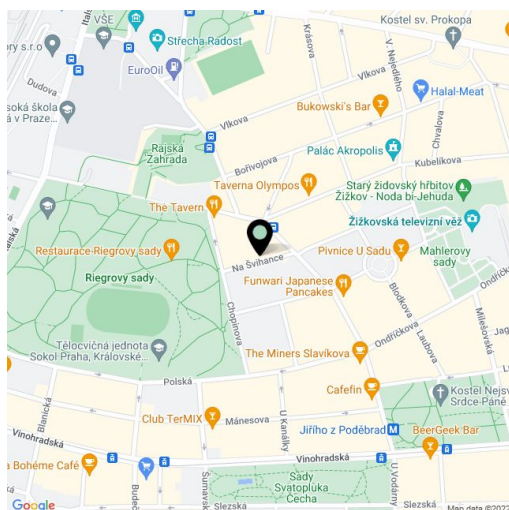 VŠE
Kostel sv. Prokopa
Střecha Radost
EuroOil
Dudova
Krásova
V. Nejedlého
Vlkova
Halal-Meat
Bukowski's Bar
Chvalova
Vlkova
Rajská
Zahrada
Palác Akropolis
Bořivojova
Kubelíkova
Taverna Olympos
Starý židovský hřbitov
Žižkov - Noda bi-Jehuda
The Tavern
Žižkovská televizní věž
Restaurace-Riegrovy sady
Pivnice U Sadu
Mahlerovy
sady
Na Švihance
Riegrovy sady
Funwari Japanese
Pancakes
Chopinova
Blodkova
Ondříčkova
Milešovská
Laubova
Tělocvičná jednota
Sokol Praha, Královské...
The Miners Slavíkova
Polská
Cafefin
Kostel Nejsv
Srdce Páně
Blanická
Club TerMIX
Mánesova
U Kanálky
Jiřího z Poděbrad
BeerGeek Bar
Vinohradská
Vinohradská
a Bohéme Café
Budeč
Šumavská
Sady
Svatopluka
Čecha
U Vodárny
Slezská
Slezská
Google
Map data ©2022